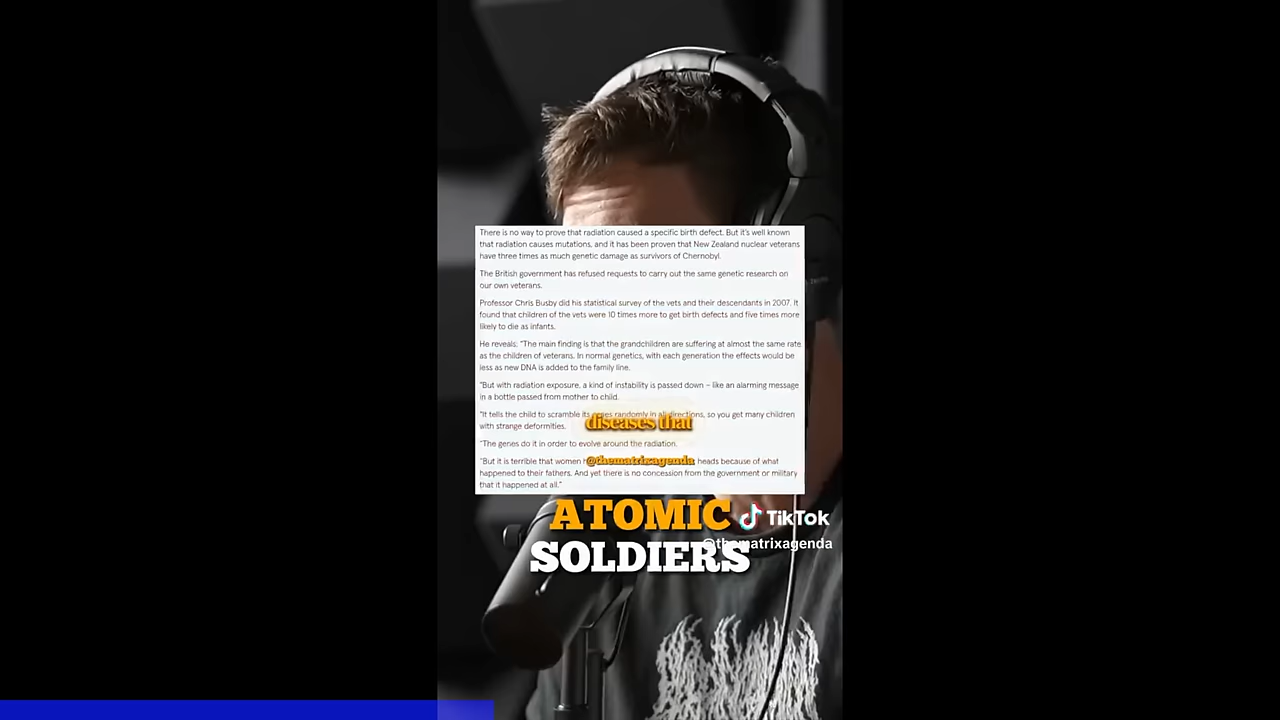 There is no way to prove that radiation caused a specific birth defect. But it's well known
that radiation causes mutations, and it has been proven that New Zealand nuclear veterans
have three times as much genetic damage as survivors of Chernobyl.
The British government has refused requests to carry out the same genetic research on
our own veterans.
Professor Chris Busby did his statistical survey of the vets and their descendants in 2007. It
found that children of the vets were 10 times more to get birth defects and five times more
likely to die as infants.
He reveals: "The main finding is that the grandchildren are suffering at almost the same rate
as the children of veterans. In normal genetics, with each generation the effects would be
less as new DNA is added to the family line.
"But with radiation exposure, a kind of instability is passed down – like an alarming message
in a bottle passed from mother to child.
"It tells the child to scramble its genes randomly in all directions, so you get many children
with strange deformities.
diseases that
"The genes do it in order to evolve around the radiation.
"But it is terrible that women heads because of what
@thematrixagenda
happened to their fathers. And yet there is no concession from the government or military
that it happened at all."
ATOMIC
SOLDIERS
TikTok
@thematrixagenda